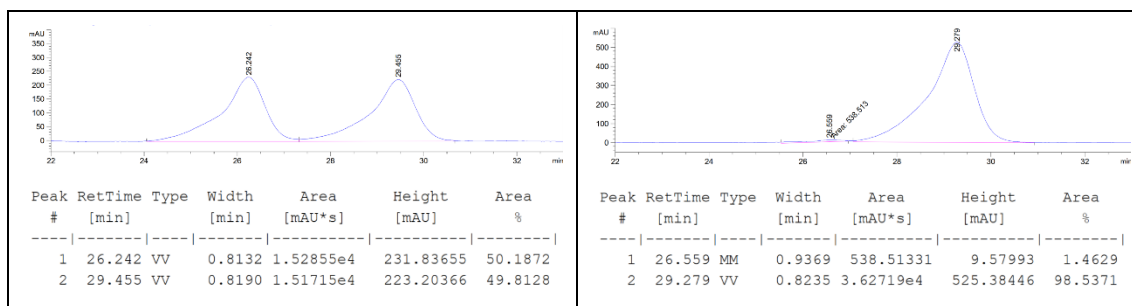 mAU
350
300
250
200
150
100
50
0
26.242
29.455
22 24 26 28 30 32 min
Peak RetTime Type Width Area Height Area
# [min] [min] [mAU*s] [mAU] %
----|-------|----|-------|----------|----------|--------|
1 26.242 VV 0.8132 1.52855e4 231.83655 50.1872
2 29.455 VV 0.8190 1.51715e4 223.20366 49.8128
mAU
500
400
300
200
100
0
26.559
Area: 538.513
29.279
22 24 26 28 30 32 min
Peak RetTime Type Width Area Height Area
# [min] [min] [mAU*s] [mAU] %
----|-------|----|-------|----------|----------|--------|
1 26.559 MM 0.9369 538.51331 9.57993 1.4629
2 29.279 VV 0.8235 3.62719e4 525.38446 98.5371